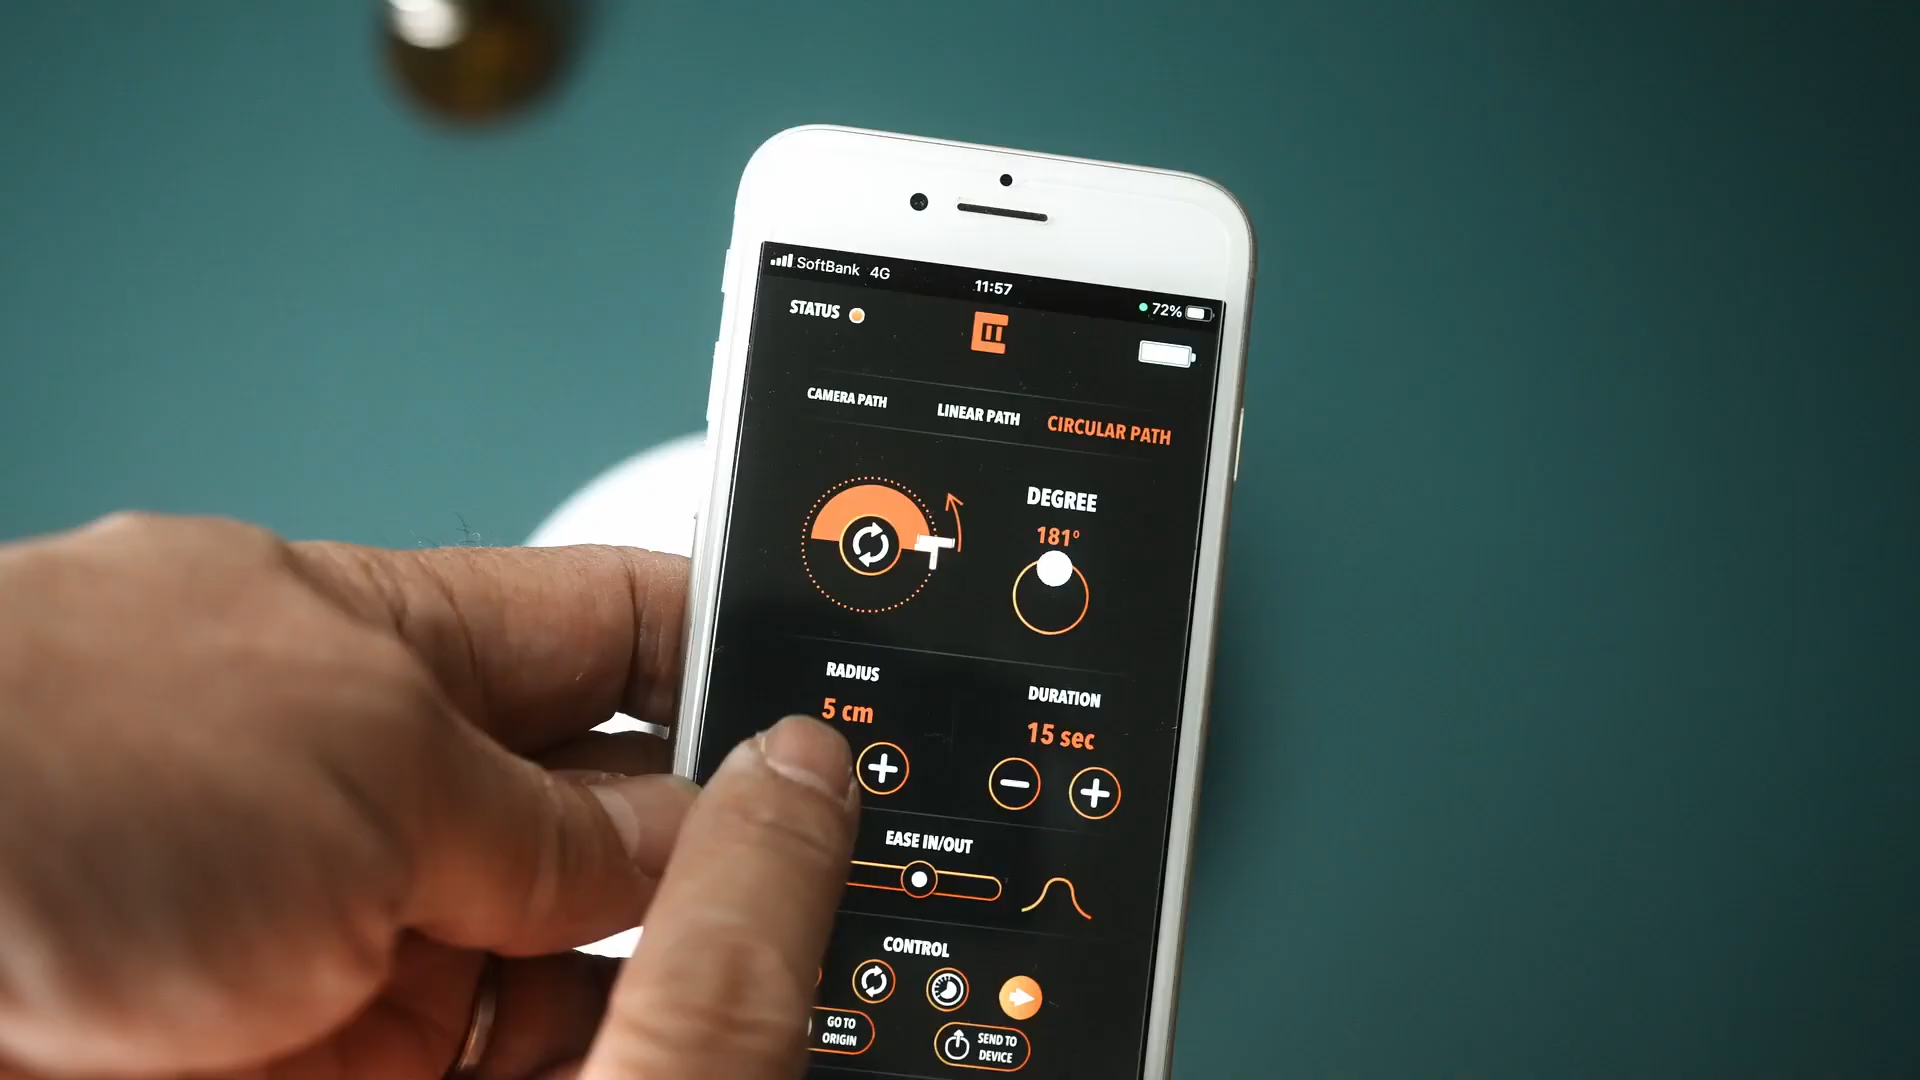 SoftBank 4G
11:57
72%
STATUS
CAMERA PATH
LINEAR PATH
CIRCULAR PATH
DEGREE
181°
RADIUS
5 cm
DURATION
15 sec
EASE IN/OUT
CONTROL
GO TO
ORIGIN
SEND TO
DEVICE